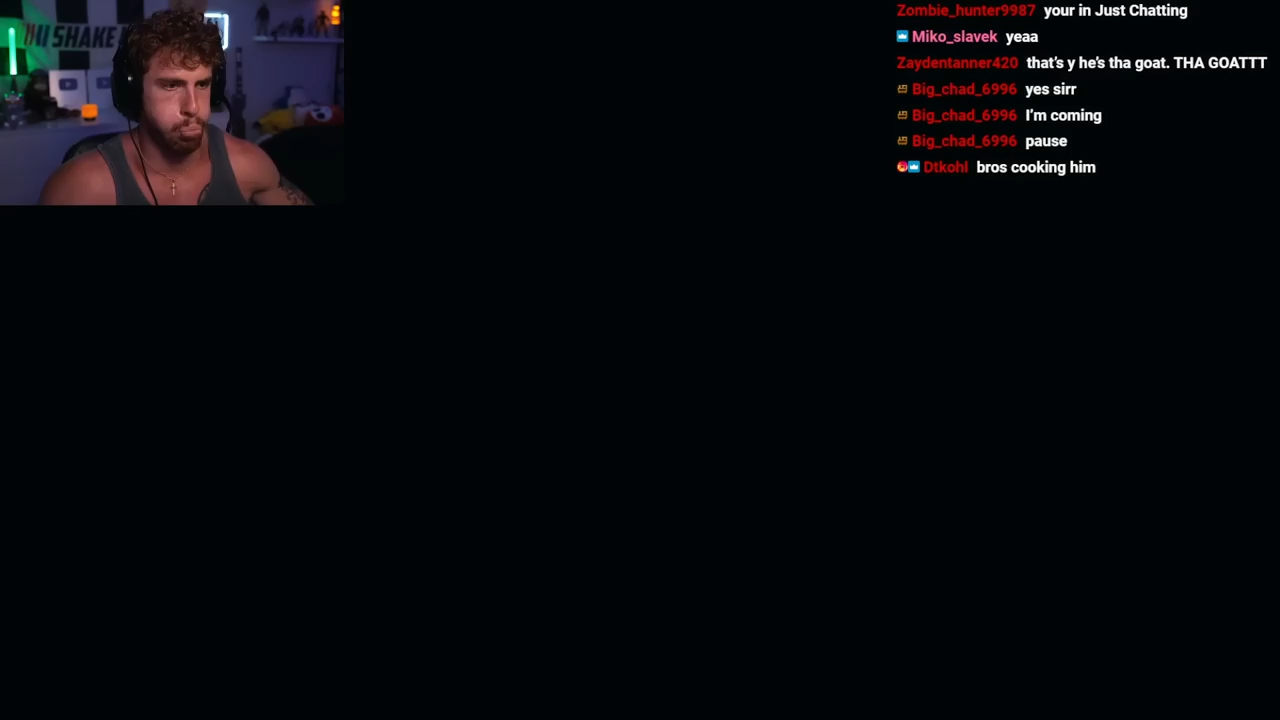 Zombie_hunter9987 your in Just Chatting
Miko_slavek yeaa
Zaydentanner420 that's y he's tha goat. THA GOATTT
Big_chad_6996 yes sirr
Big_chad_6996 I'm coming
Big_chad_6996 pause
Dtkohl bros cooking him
SHAKE